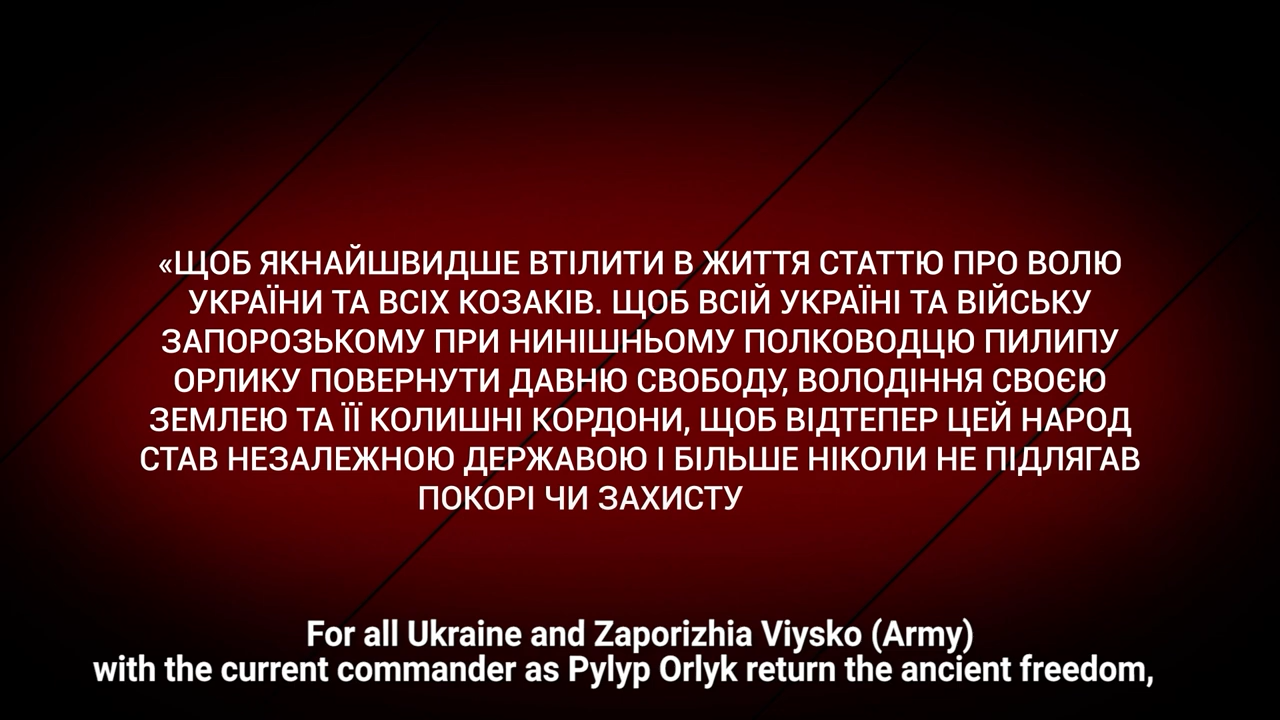 «ЩОБ ЯКНАЙШВИДШЕ ВТІЛИТИ В ЖИТТЯ СТАТТЮ ПРО ВОЛЮ
УКРАЇНИ ТА ВСІХ КОЗАКІВ. ЩОБ ВСІЙ УКРАЇНІ ТА ВІЙСЬКУ
ЗАПОРОЗЬКОМУ ПРИ НИНІШНЬОМУ ПОЛКОВОДЦЮ ПИЛИПУ
ОРЛИКУ ПОВЕРНУТИ ДАВНЮ СВОБОДУ, ВОЛОДІННЯ СВОЄЮ
ЗЕМЛЕЮ ТА ЇЇ КОЛИШНІ КОРДОНИ, ЩОБ ВІДТЕПЕР ЦЕЙ НАРОД
СТАВ НЕЗАЛЕЖНОЮ ДЕРЖАВОЮ І БІЛЬШЕ НІКОЛИ НЕ ПІДЛЯГАВ
ПОКОРІ ЧИ ЗАХИСТУ
For all Ukraine and Zaporizhia Viysko (Army)
with the current commander as Pylyp Orlyk return the ancient freedom,